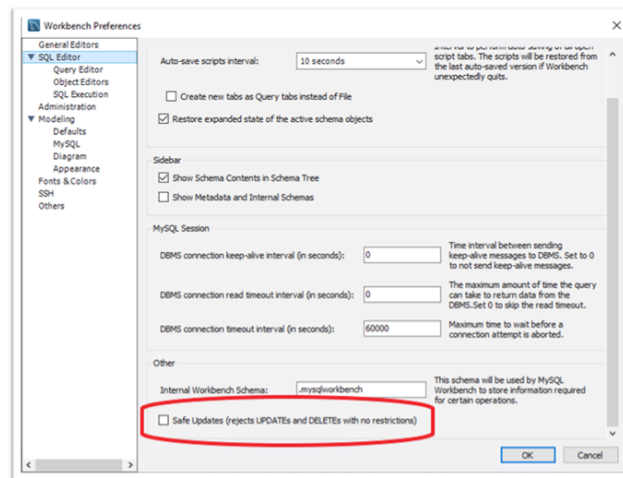 Workbench Preferences
General Editors
SQL Editor
Query Editor
Object Editors
SQL Execution
Administration
Modeling
Defaults
MySQL
Diagram
Appearance
Fonts & Colors
SSH
Others
Interval to perform auto-saving of all open
script tabs. The scripts will be restored from
the last auto-saved version if Workbench
unexpectedly quits.
Auto-save scripts interval:
10 seconds
Create new tabs as Query tabs instead of File
Restore expanded state of the active schema objects
Sidebar
Show Schema Contents in Schema Tree
Show Metadata and Internal Schemas
MySQL Session
DBMS connection keep-alive interval (in seconds):
0
Time interval between sending
keep-alive messages to DBMS. Set to 0
to not send keep-alive messages.
DBMS connection read timeout interval (in seconds):
0
The maximum amount of time the query
can take to return data from the
DBMS.Set 0 to skip the read timeout.
DBMS connection timeout interval (in seconds):
60000
Maximum time to wait before a
connection attempt is aborted.
Other
Internal Workbench Schema:
.mysqlworkbench
This schema will be used by MySQL
Workbench to store information required
for certain operations.
Safe Updates (rejects UPDATEs and DELETEs with no restrictions)
OK
Cancel